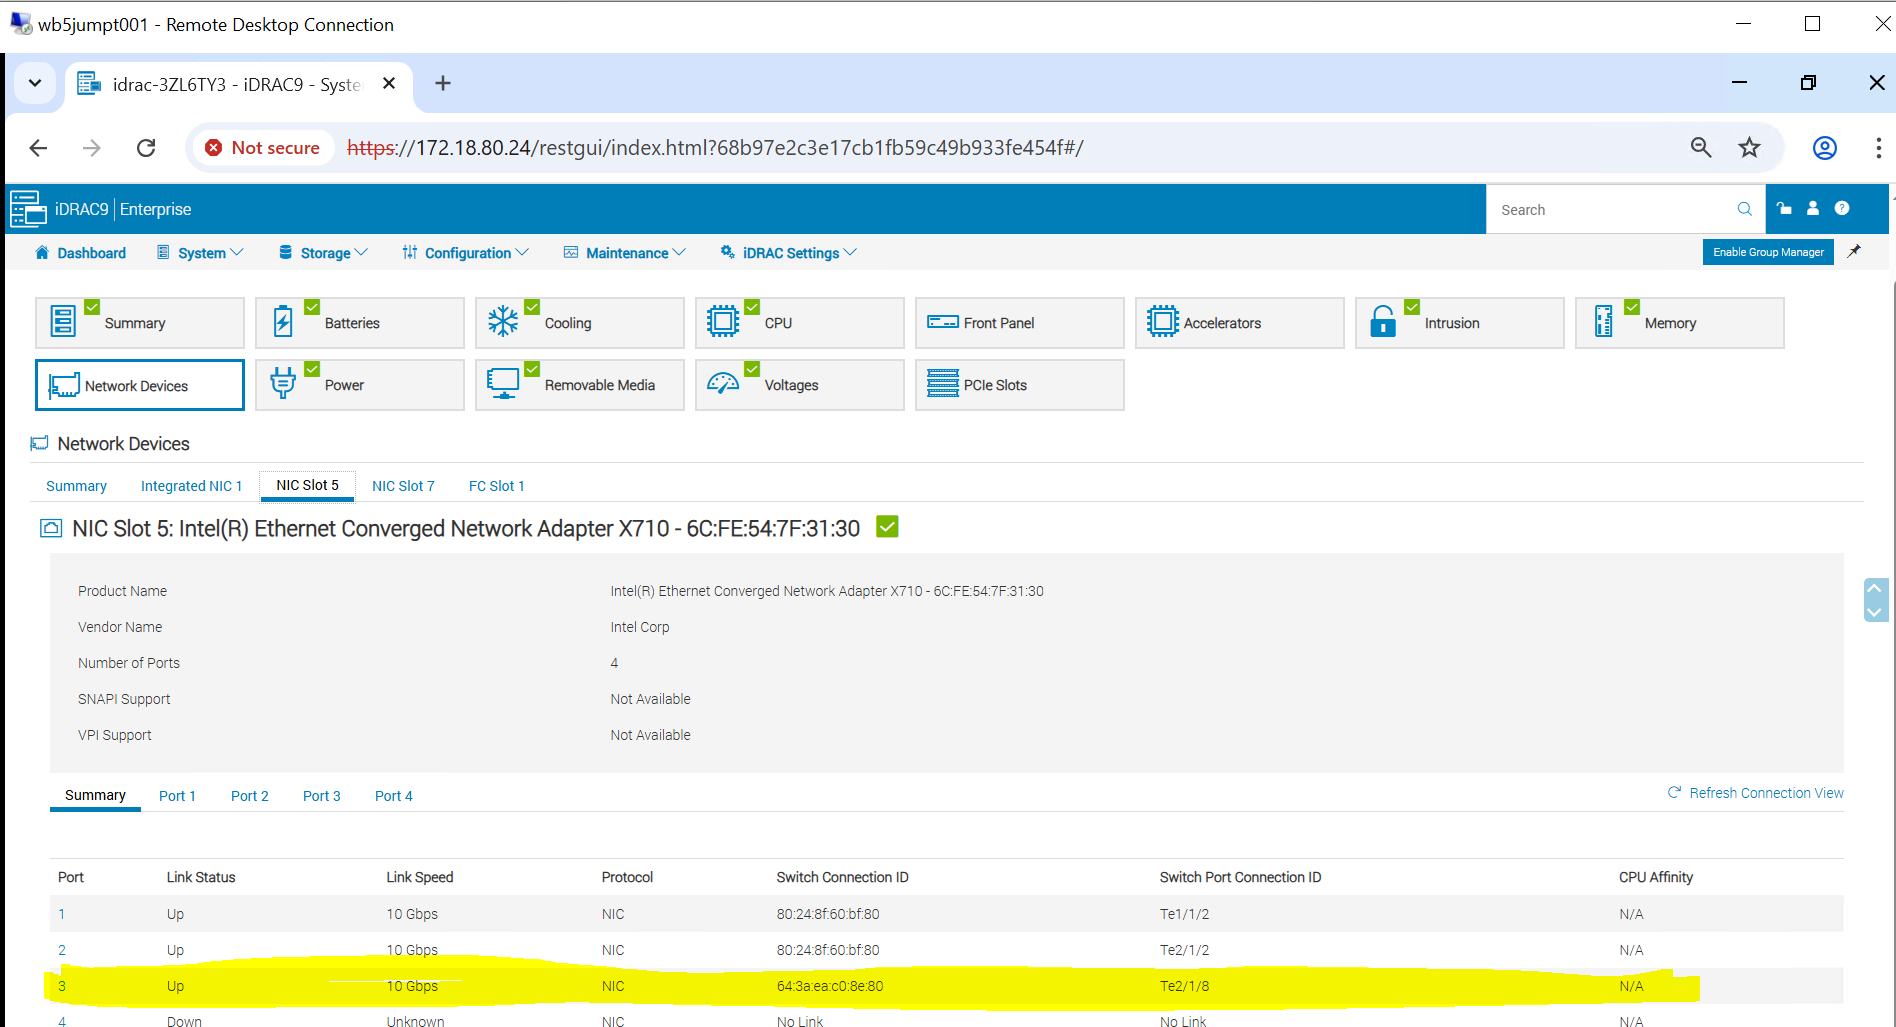 wb5jumpt001 - Remote Desktop Connection
idrac-3ZL6TY3 - iDRAC9 - Syste
Not secure https://172.18.80.24/restgui/index.html?68b97e2c3e17cb1fb59c49b933fe454f#/
iDRAC9 | Enterprise Search
Dashboard System Storage Configuration Maintenance iDRAC Settings Enable Group Manager
Summary Batteries Cooling CPU Front Panel Accelerators Intrusion Memory
Network Devices Power Removable Media Voltages PCIe Slots
Network Devices
Summary Integrated NIC 1 NIC Slot 5 NIC Slot 7 FC Slot 1
NIC Slot 5: Intel(R) Ethernet Converged Network Adapter X710 - 6C:FE:54:7F:31:30
Product Name Intel(R) Ethernet Converged Network Adapter X710 - 6C:FE:54:7F:31:30
Vendor Name Intel Corp
Number of Ports 4
SNAPI Support Not Available
VPI Support Not Available
Summary Port 1 Port 2 Port 3 Port 4 Refresh Connection View
Port Link Status Link Speed Protocol Switch Connection ID Switch Port Connection ID CPU Affinity
1 Up 10 Gbps NIC 80:24:8f:60:bf:80 Te1/1/2 N/A
2 Up 10 Gbps NIC 80:24:8f:60:bf:80 Te2/1/2 N/A
3 Up 10 Gbps NIC 64:3a:ea:c0:8e:80 Te2/1/8 N/A
4 Down Unknown NIC No Link No Link N/A